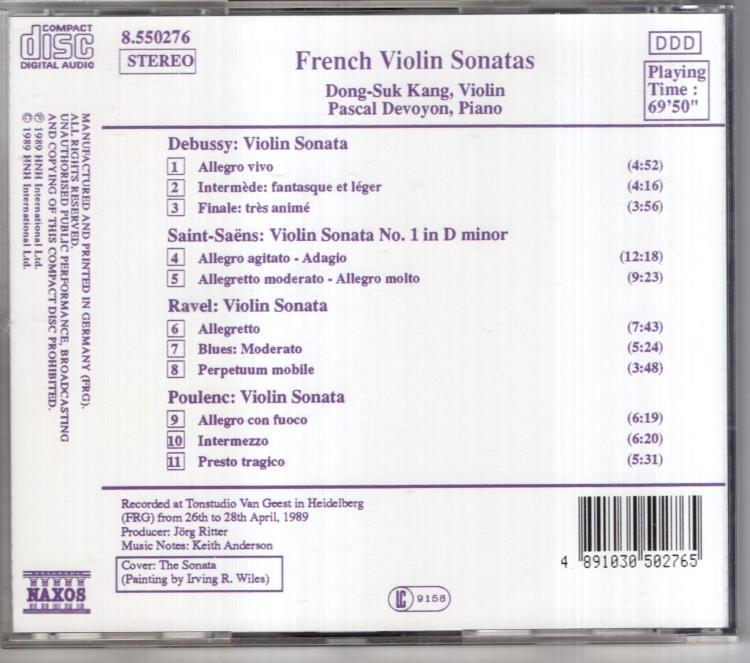 COMPACT
disc
DIGITAL AUDIO
8.550276
STEREO
French Violin Sonatas
Dong-Suk Kang, Violin
Pascal Devoyon, Piano
DDD
Playing
Time :
69'50"
Debussy: Violin Sonata
1 Allegro vivo (4:52)
2 Intermède: fantasque et léger (4:16)
3 Finale: très animé (3:56)
Saint-Saëns: Violin Sonata No. 1 in D minor
4 Allegro agitato - Adagio (12:18)
5 Allegretto moderato - Allegro molto (9:23)
Ravel: Violin Sonata
6 Allegretto (7:43)
7 Blues: Moderato (5:24)
8 Perpetuum mobile (3:48)
Poulenc: Violin Sonata
9 Allegro con fuoco (6:19)
10 Intermezzo (6:20)
11 Presto tragico (5:31)
Recorded at Tonstudio Van Geest in Heidelberg
(FRG) from 26th to 28th April, 1989
Producer: Jörg Ritter
Music Notes: Keith Anderson
Cover: The Sonata
(Painting by Irving R. Wiles)
LC 9158
4 891030 502765
MANUFACTURED AND PRINTED IN GERMANY (FRG).
ALL RIGHTS RESERVED.
UNAUTHORISED PUBLIC PERFORMANCE, BROADCASTING
AND COPYING OF THIS COMPACT DISC PROHIBITED.
℗ 1989 HNH International Ltd.
© 1989 HNH International Ltd.
NAXOS